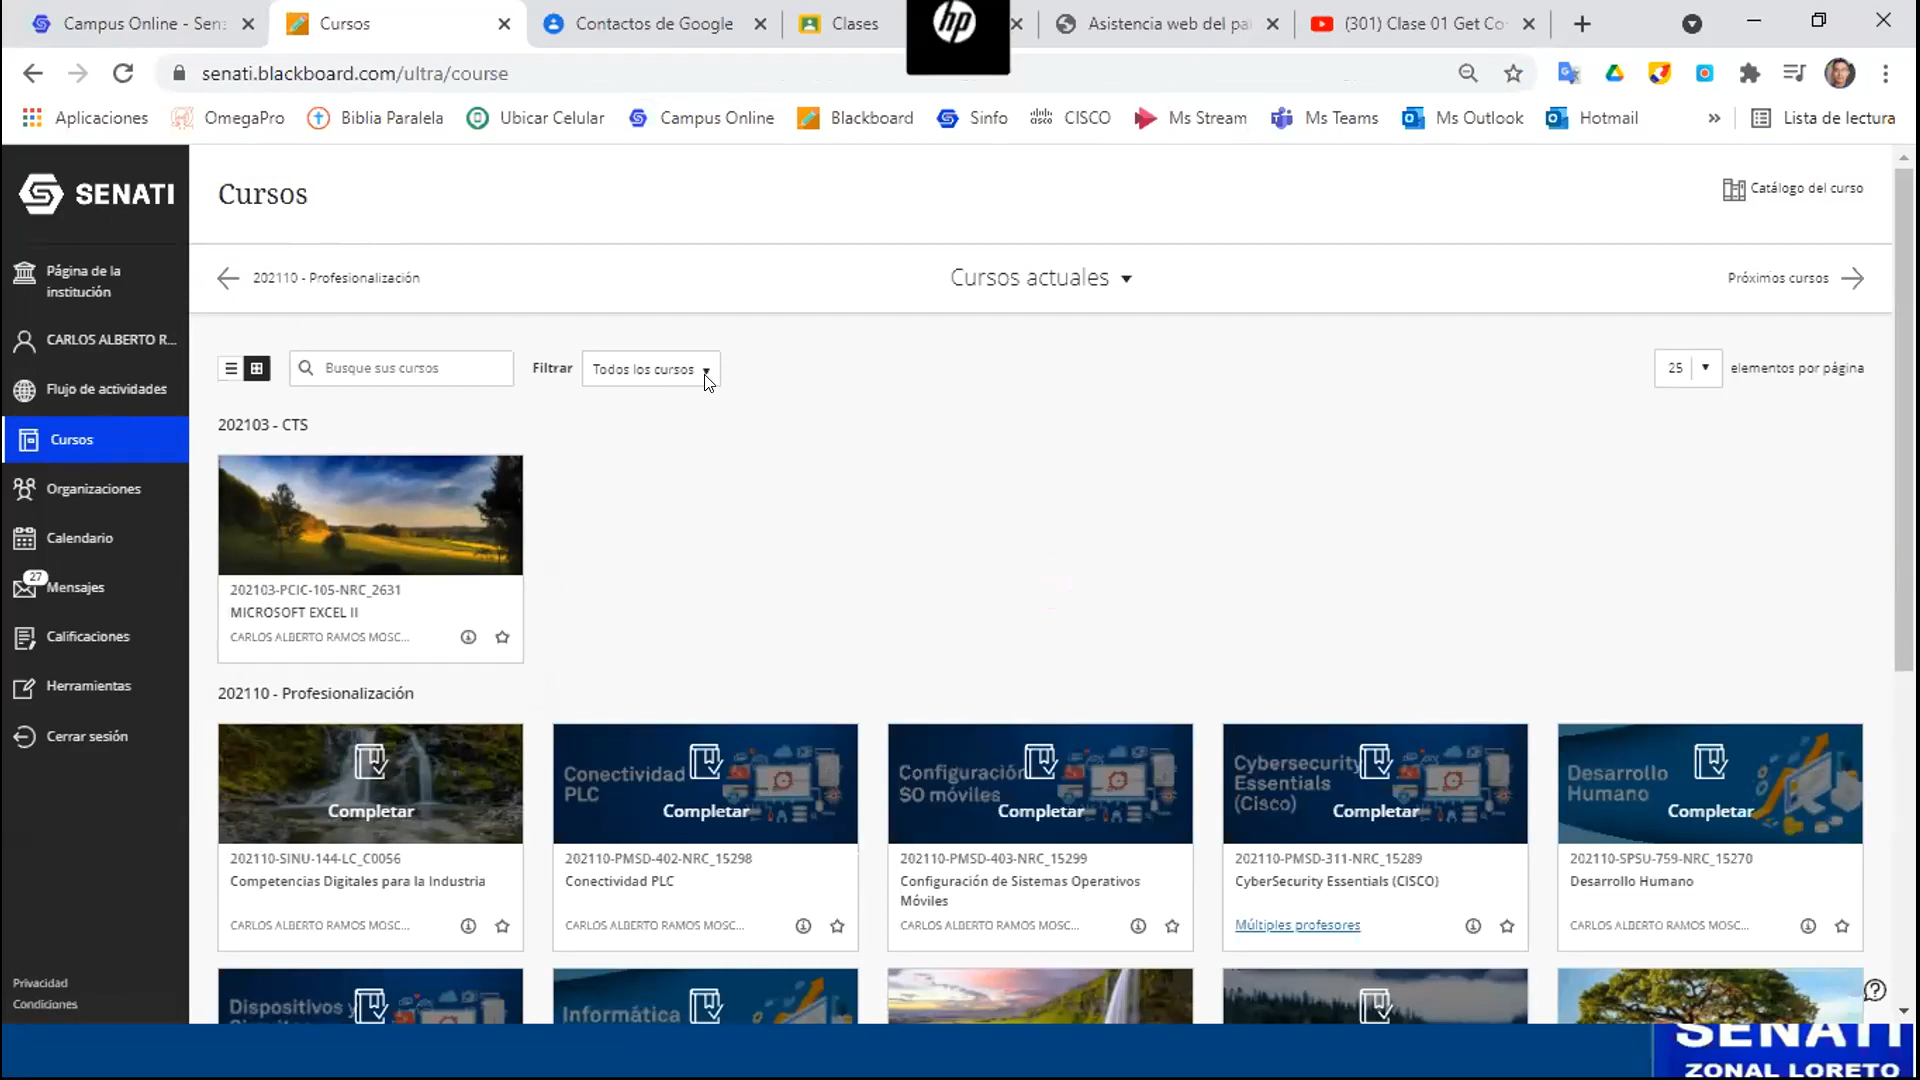 Campus Online - Sena
Cursos
Contactos de Google
Clases
hp
Asistencia web del pa
(301) Clase 01 Get Co
senati.blackboard.com/ultra/course
Aplicaciones
OmegaPro
Biblia Paralela
Ubicar Celular
Campus Online
Blackboard
Sinfo
CISCO
Ms Stream
Ms Teams
Ms Outlook
Hotmail
»
Lista de lectura
SENATI
Cursos
Catálogo del curso
Página de la
institución
CARLOS ALBERTO R...
Flujo de actividades
Cursos
Organizaciones
Calendario
27
Mensajes
Calificaciones
Herramientas
Cerrar sesión
Privacidad
Condiciones
202110 - Profesionalización
Cursos actuales
Próximos cursos
Busque sus cursos
Filtrar
Todos los cursos
25
elementos por página
202103 - CTS
202103-PCIC-105-NRC_2631
MICROSOFT EXCEL II
CARLOS ALBERTO RAMOS MOSC...
202110 - Profesionalización
Completar
202110-SINU-144-LC_C0056
Competencias Digitales para la Industria
CARLOS ALBERTO RAMOS MOSC...
Conectividad
PLC
Completar
202110-PMSD-402-NRC_15298
Conectividad PLC
CARLOS ALBERTO RAMOS MOSC...
Configuración
SO móviles
Completar
202110-PMSD-403-NRC_15299
Configuración de Sistemas Operativos
Móviles
CARLOS ALBERTO RAMOS MOSC...
Cybersecurity
Essentials
(Cisco)
Completar
202110-PMSD-311-NRC_15289
CyberSecurity Essentials (CISCO)
Múltiples profesores
Desarrollo
Humano
Completar
202110-SPSU-759-NRC_15270
Desarrollo Humano
CARLOS ALBERTO RAMOS MOSC...
Dispositivos y
Informática
SENATI
ZONAL LORETO